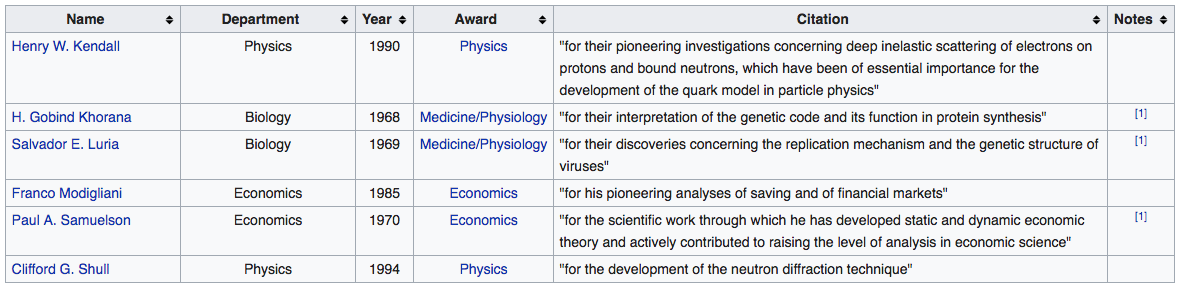 Name Department Year Award Citation Notes
Henry W. Kendall Physics 1990 Physics "for their pioneering investigations concerning deep inelastic scattering of electrons on
protons and bound neutrons, which have been of essential importance for the
development of the quark model in particle physics"
H. Gobind Khorana Biology 1968 Medicine/Physiology "for their interpretation of the genetic code and its function in protein synthesis" [1]
Salvador E. Luria Biology 1969 Medicine/Physiology "for their discoveries concerning the replication mechanism and the genetic structure of [1]
viruses"
Franco Modigliani Economics 1985 Economics "for his pioneering analyses of saving and of financial markets"
Paul A. Samuelson Economics 1970 Economics "for the scientific work through which he has developed static and dynamic economic [1]
theory and actively contributed to raising the level of analysis in economic science"
Clifford G. Shull Physics 1994 Physics "for the development of the neutron diffraction technique"